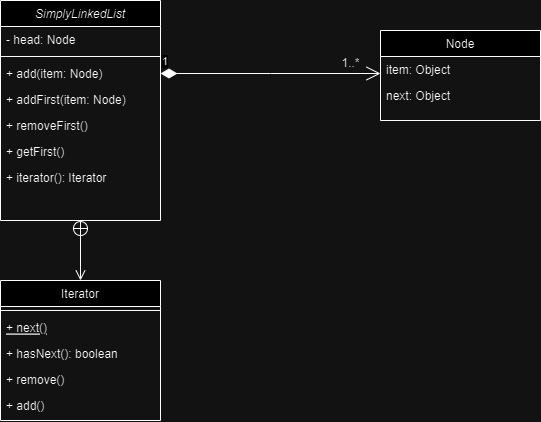 SimplyLinkedList
- head: Node
+ add(item: Node)
+ addFirst(item: Node)
+ removeFirst()
+ getFirst()
+ iterator(): Iterator
1
1..*
Node
item: Object
next: Object
Iterator
+ next()
+ hasNext(): boolean
+ remove()
+ add()